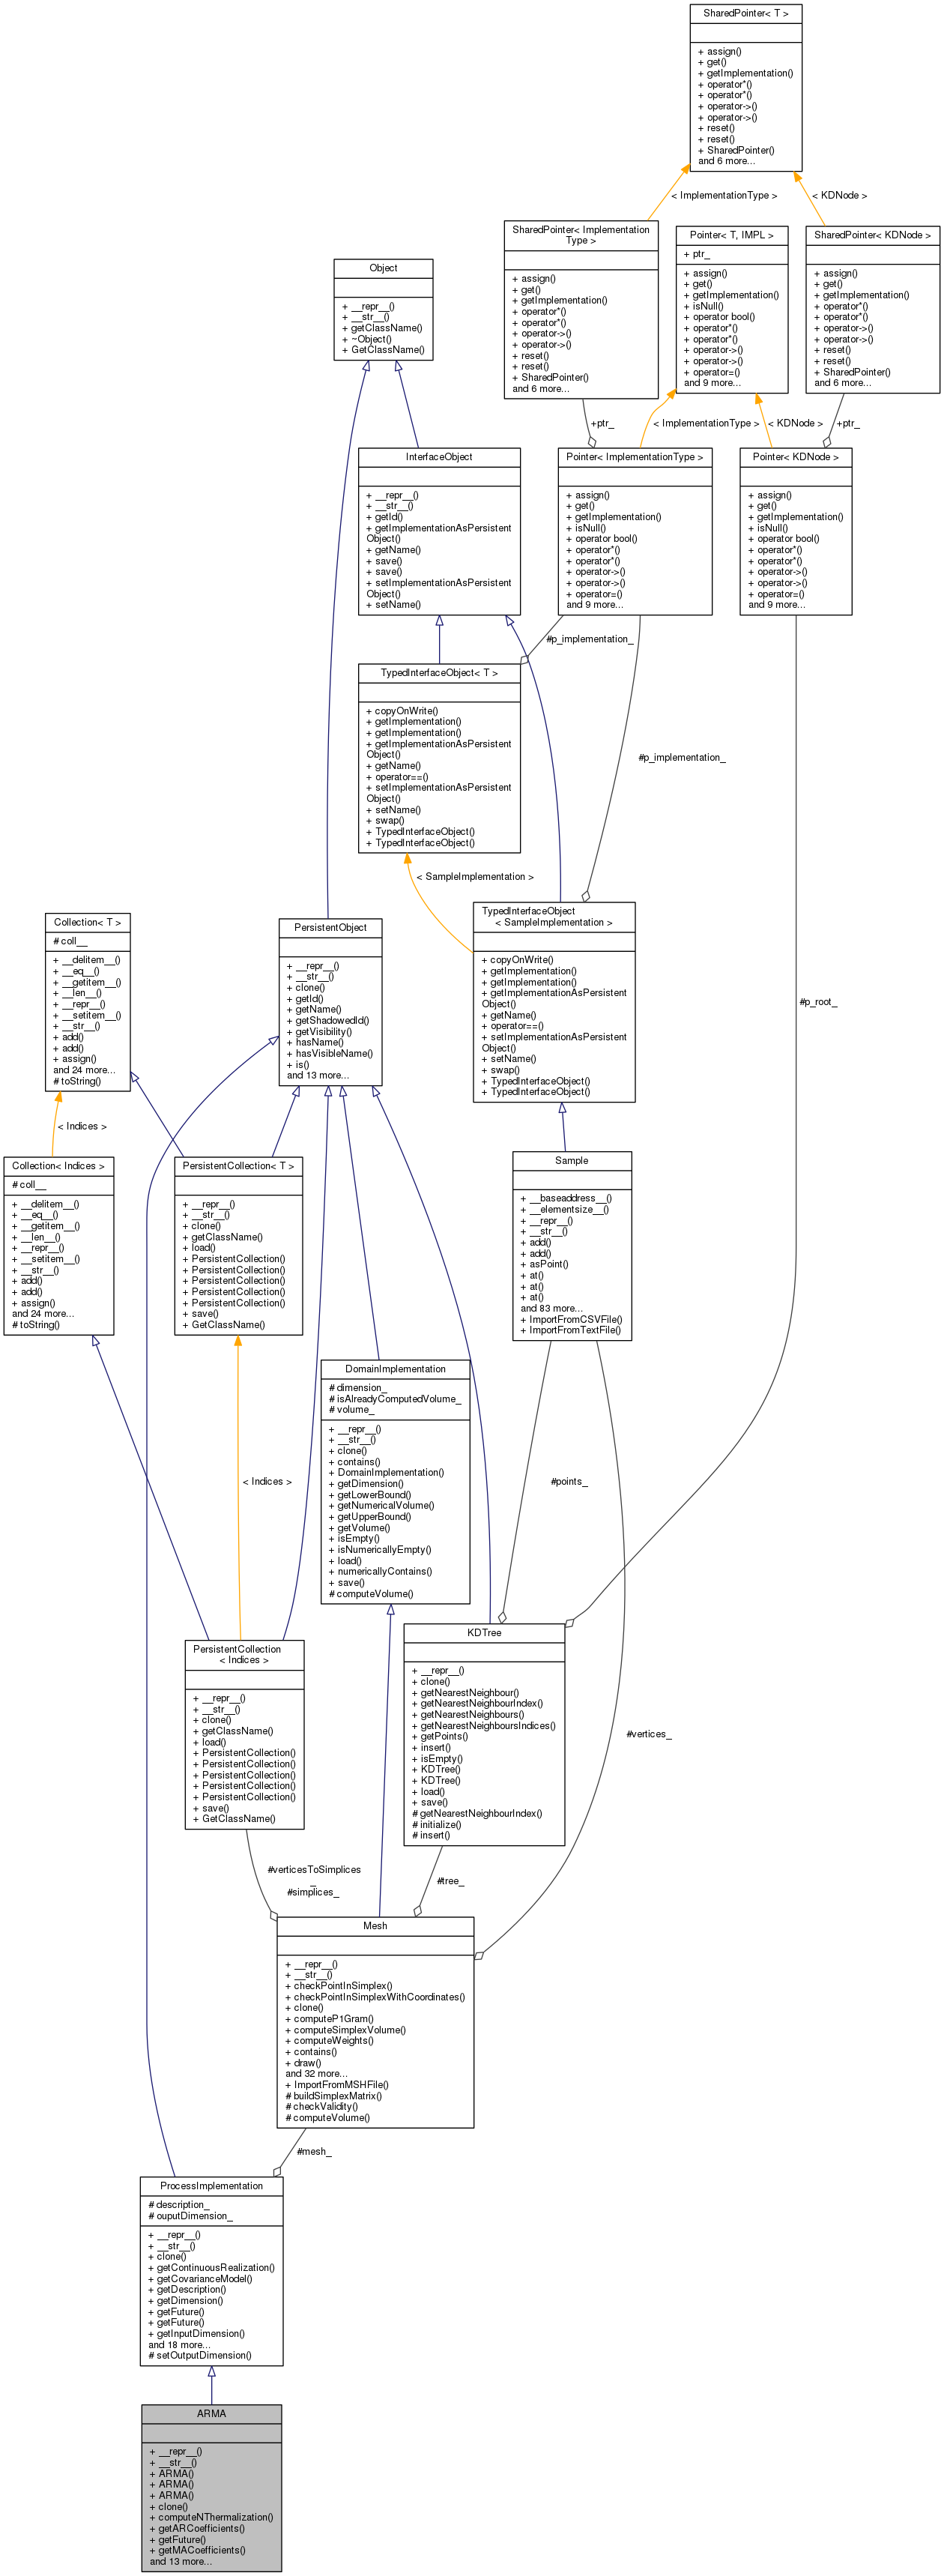 SharedPointer< T >
+ assign()
+ get()
+ getImplementation()
+ operator*()
+ operator*()
+ operator->()
+ operator->()
+ reset()
+ reset()
+ SharedPointer()
and 6 more...
< ImplementationType >
< KDNode >
SharedPointer< Implementation
Type >
+ assign()
+ get()
+ getImplementation()
+ operator*()
+ operator*()
+ operator->()
+ operator->()
+ reset()
+ reset()
+ SharedPointer()
and 6 more...
Pointer< T, IMPL >
+ ptr_
+ assign()
+ get()
+ getImplementation()
+ isNull()
+ operator bool()
+ operator*()
+ operator*()
+ operator->()
+ operator->()
+ operator=()
and 9 more...
SharedPointer< KDNode >
+ assign()
+ get()
+ getImplementation()
+ operator*()
+ operator*()
+ operator->()
+ operator->()
+ reset()
+ reset()
+ SharedPointer()
and 6 more...
Object
+ __repr__()
+ __str__()
+ getClassName()
+ ~Object()
+ GetClassName()
+ptr_
< ImplementationType >
< KDNode >
+ptr_
InterfaceObject
+ __repr__()
+ __str__()
+ getId()
+ getImplementationAsPersistent
Object()
+ getName()
+ save()
+ save()
+ setImplementationAsPersistent
Object()
+ setName()
Pointer< ImplementationType >
+ assign()
+ get()
+ getImplementation()
+ isNull()
+ operator bool()
+ operator*()
+ operator*()
+ operator->()
+ operator->()
+ operator=()
and 9 more...
Pointer< KDNode >
+ assign()
+ get()
+ getImplementation()
+ isNull()
+ operator bool()
+ operator*()
+ operator*()
+ operator->()
+ operator->()
+ operator=()
and 9 more...
#p_implementation_
TypedInterfaceObject< T >
+ copyOnWrite()
+ getImplementation()
+ getImplementation()
+ getImplementationAsPersistent
Object()
+ getName()
+ operator==()
+ setImplementationAsPersistent
Object()
+ setName()
+ swap()
+ TypedInterfaceObject()
+ TypedInterfaceObject()
#p_implementation_
< SampleImplementation >
Collection< T >
# coll__
+ __delitem__()
+ __eq__()
+ __getitem__()
+ __len__()
+ __repr__()
+ __setitem__()
+ __str__()
+ add()
+ add()
+ assign()
and 24 more...
# toString()
PersistentObject
+ __repr__()
+ __str__()
+ clone()
+ getId()
+ getName()
+ getShadowedId()
+ getVisibility()
+ hasName()
+ hasVisibleName()
+ is()
and 13 more...
TypedInterfaceObject
< SampleImplementation >
+ copyOnWrite()
+ getImplementation()
+ getImplementation()
+ getImplementationAsPersistent
Object()
+ getName()
+ operator==()
+ setImplementationAsPersistent
Object()
+ setName()
+ swap()
+ TypedInterfaceObject()
+ TypedInterfaceObject()
#p_root_
< Indices >
Collection< Indices >
# coll__
+ __delitem__()
+ __eq__()
+ __getitem__()
+ __len__()
+ __repr__()
+ __setitem__()
+ __str__()
+ add()
+ add()
+ assign()
and 24 more...
# toString()
PersistentCollection< T >
+ __repr__()
+ __str__()
+ clone()
+ getClassName()
+ load()
+ PersistentCollection()
+ PersistentCollection()
+ PersistentCollection()
+ PersistentCollection()
+ PersistentCollection()
+ save()
+ GetClassName()
Sample
+ __baseaddress__()
+ __elementsize__()
+ __repr__()
+ __str__()
+ add()
+ add()
+ asPoint()
+ at()
+ at()
+ at()
and 83 more...
+ ImportFromCSVFile()
+ ImportFromTextFile()
DomainImplementation
# dimension_
# isAlreadyComputedVolume_
# volume_
+ __repr__()
+ __str__()
+ clone()
+ contains()
+ DomainImplementation()
+ getDimension()
+ getLowerBound()
+ getNumericalVolume()
+ getUpperBound()
+ getVolume()
+ isEmpty()
+ isNumericallyEmpty()
+ load()
+ numericallyContains()
+ save()
# computeVolume()
< Indices >
#points_
PersistentCollection
< Indices >
+ __repr__()
+ __str__()
+ clone()
+ getClassName()
+ load()
+ PersistentCollection()
+ PersistentCollection()
+ PersistentCollection()
+ PersistentCollection()
+ PersistentCollection()
+ save()
+ GetClassName()
KDTree
+ __repr__()
+ clone()
+ getNearestNeighbour()
+ getNearestNeighbourIndex()
+ getNearestNeighbours()
+ getNearestNeighboursIndices()
+ getPoints()
+ insert()
+ isEmpty()
+ KDTree()
+ KDTree()
+ load()
+ save()
# getNearestNeighbourIndex()
# initialize()
# insert()
#vertices_
#verticesToSimplices
_
#simplices_
#tree_
Mesh
+ __repr__()
+ __str__()
+ checkPointInSimplex()
+ checkPointInSimplexWithCoordinates()
+ clone()
+ computeP1Gram()
+ computeSimplexVolume()
+ computeWeights()
+ contains()
+ draw()
and 32 more...
+ ImportFromMSHFile()
# buildSimplexMatrix()
# checkValidity()
# computeVolume()
#mesh_
ProcessImplementation
# description_
# ouputDimension_
+ __repr__()
+ __str__()
+ clone()
+ getContinuousRealization()
+ getCovarianceModel()
+ getDescription()
+ getDimension()
+ getFuture()
+ getFuture()
+ getInputDimension()
and 18 more...
# setOutputDimension()
ARMA
+ __repr__()
+ __str__()
+ ARMA()
+ ARMA()
+ ARMA()
+ clone()
+ computeNThermalization()
+ getARCoefficients()
+ getFuture()
+ getMACoefficients()
and 13 more...